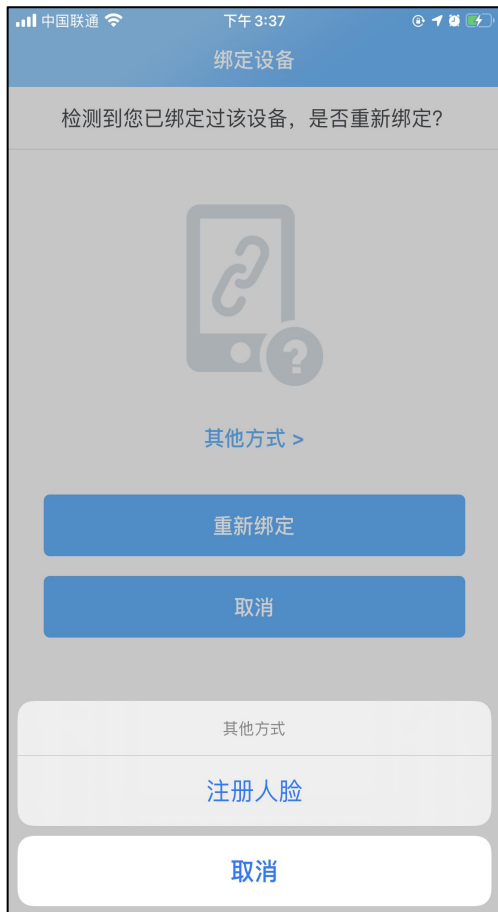 中国联通 下午 3:37
绑定设备
检测到您已绑定过该设备，是否重新绑定？
?
其他方式 >
重新绑定
取消
其他方式
注册人脸
取消